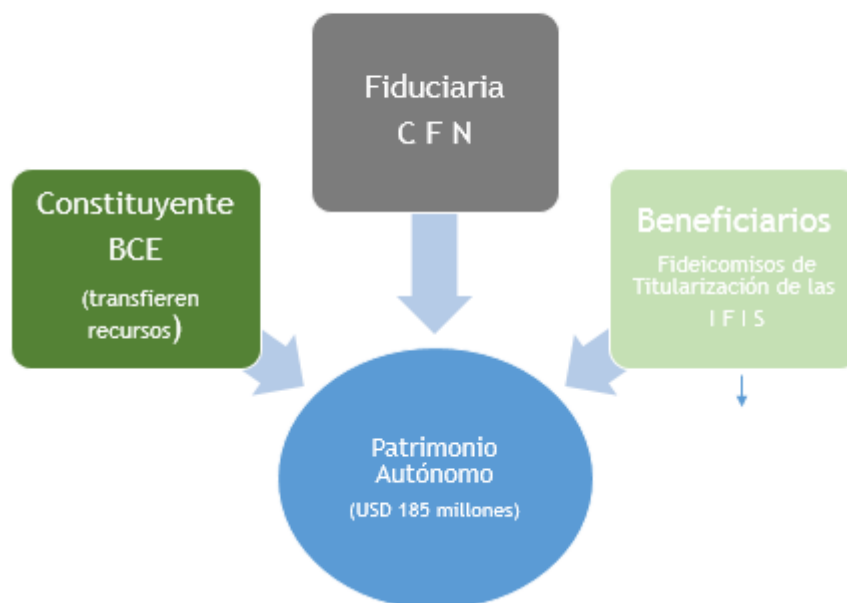 Fiduciaria
C F N
Constituyente
BCE
(transfieren
recursos)
Beneficiarios
Fideicomisos de
Titularización de las
I F I S
Patrimonio
Autónomo
(USD 185 millones)